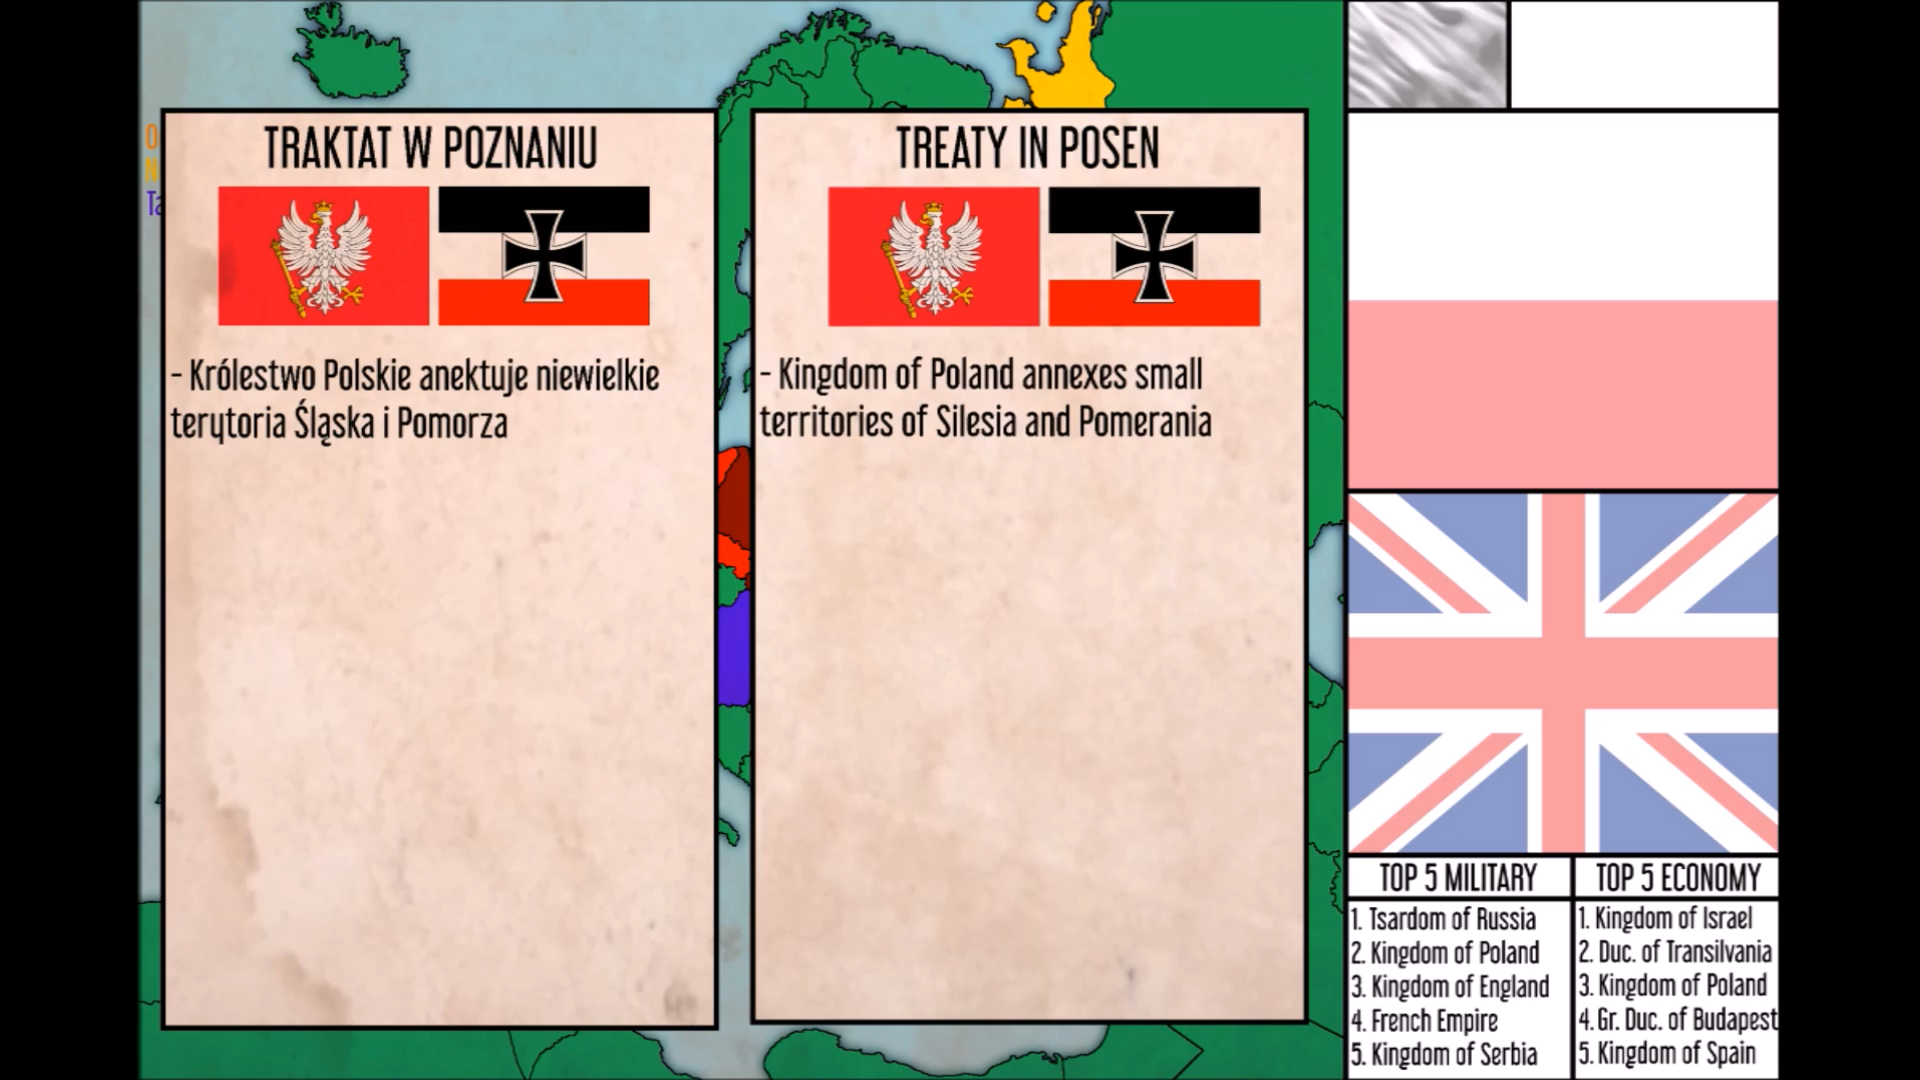 O
N
Ta
TRAKTAT W POZNANIU
- Królestwo Polskie anektuje niewielkie
terytoria Śląska i Pomorza
TREATY IN POSEN
- Kingdom of Poland annexes small
territories of Silesia and Pomerania
TOP 5 MILITARY
1. Tsardom of Russia
2. Kingdom of Poland
3. Kingdom of England
4. French Empire
5. Kingdom of Serbia
TOP 5 ECONOMY
1. Kingdom of Israel
2. Duc. of Transilvania
3. Kingdom of Poland
4. Gr. Duc. of Budapest
5. Kingdom of Spain